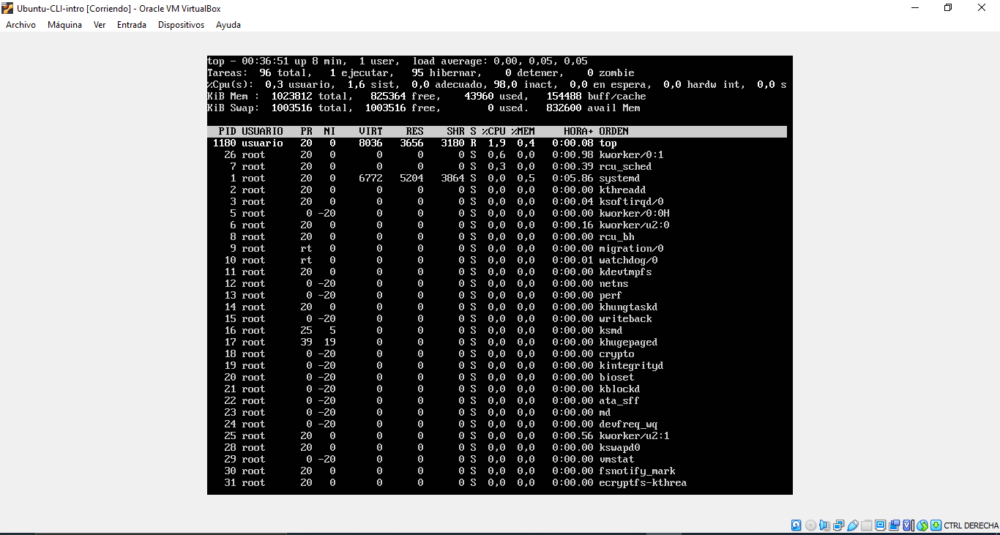 Ubuntu-CLI-intro [Corriendo] - Oracle VM VirtualBox
Archivo Máquina Ver Entrada Dispositivos Ayuda
top - 00:36:51 up 8 min, 1 user, load average: 0,00, 0,05, 0,05
Tareas: 96 total, 1 ejecutar, 95 hibernar, 0 detener, 0 zombie
%Cpu(s): 0,3 usuario, 1,6 sist, 0,0 adecuado, 98,0 inact, 0,0 en espera, 0,0 hardw int, 0,0 s
KiB Mem : 1023812 total, 825364 free, 43960 used, 154488 buff/cache
KiB Swap: 1003516 total, 1003516 free, 0 used. 832600 avail Mem
PID USUARIO PR NI VIRT RES SHR S %CPU %MEM HORA+ ORDEN
1180 usuario 20 0 8036 3656 3180 R 1,9 0,4 0:00.08 top
26 root 20 0 0 0 0 S 0,6 0,0 0:00.98 kworker/0:1
7 root 20 0 0 0 0 S 0,3 0,0 0:00.39 rcu_sched
1 root 20 0 6772 5204 3864 S 0,0 0,5 0:05.86 systemd
2 root 20 0 0 0 0 S 0,0 0,0 0:00.00 kthreadd
3 root 20 0 0 0 0 S 0,0 0,0 0:00.04 ksoftirqd/0
5 root 0 -20 0 0 0 S 0,0 0,0 0:00.00 kworker/0:0H
6 root 20 0 0 0 0 S 0,0 0,0 0:00.16 kworker/u2:0
8 root 20 0 0 0 0 S 0,0 0,0 0:00.00 rcu_bh
9 root rt 0 0 0 0 S 0,0 0,0 0:00.00 migration/0
10 root rt 0 0 0 0 S 0,0 0,0 0:00.01 watchdog/0
11 root 20 0 0 0 0 S 0,0 0,0 0:00.00 kdevtmpfs
12 root 0 -20 0 0 0 S 0,0 0,0 0:00.00 netns
13 root 0 -20 0 0 0 S 0,0 0,0 0:00.00 perf
14 root 20 0 0 0 0 S 0,0 0,0 0:00.00 khungtaskd
15 root 0 -20 0 0 0 S 0,0 0,0 0:00.00 writeback
16 root 25 5 0 0 0 S 0,0 0,0 0:00.00 ksmd
17 root 39 19 0 0 0 S 0,0 0,0 0:00.00 khugepaged
18 root 0 -20 0 0 0 S 0,0 0,0 0:00.00 crypto
19 root 0 -20 0 0 0 S 0,0 0,0 0:00.00 kintegrityd
20 root 0 -20 0 0 0 S 0,0 0,0 0:00.00 bioset
21 root 0 -20 0 0 0 S 0,0 0,0 0:00.00 kblockd
22 root 0 -20 0 0 0 S 0,0 0,0 0:00.00 ata_sff
23 root 0 -20 0 0 0 S 0,0 0,0 0:00.00 md
24 root 0 -20 0 0 0 S 0,0 0,0 0:00.00 devfreq_wq
25 root 20 0 0 0 0 S 0,0 0,0 0:00.56 kworker/u2:1
28 root 20 0 0 0 0 S 0,0 0,0 0:00.00 kswapd0
29 root 0 -20 0 0 0 S 0,0 0,0 0:00.00 vmstat
30 root 20 0 0 0 0 S 0,0 0,0 0:00.00 fsnotify_mark
31 root 20 0 0 0 0 S 0,0 0,0 0:00.00 ecryptfs-kthrea
CTRL DERECHA